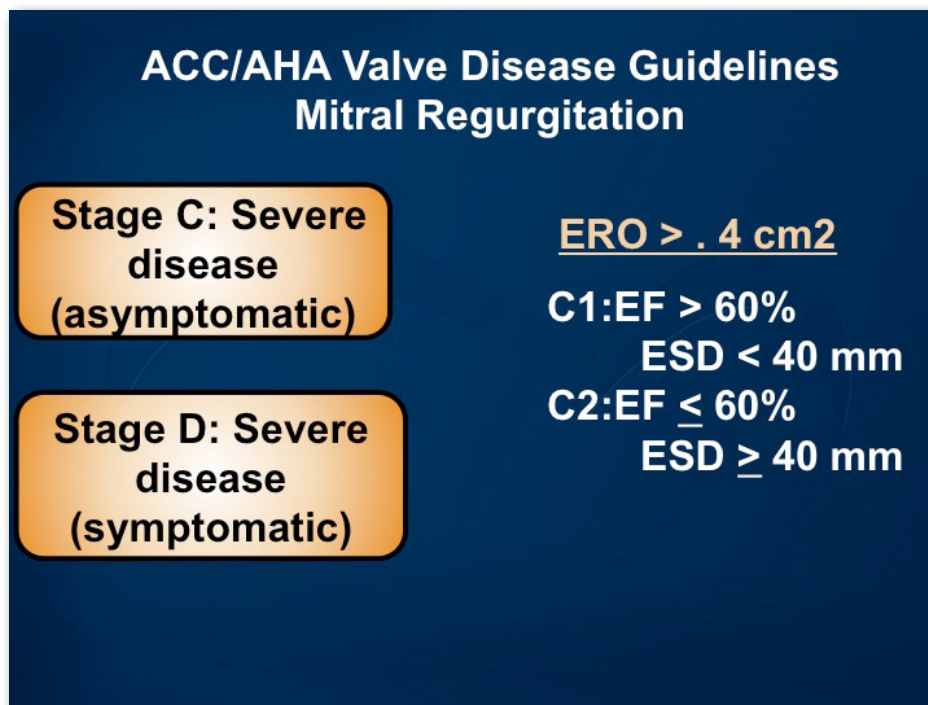 ACC/AHA Valve Disease Guidelines
Mitral Regurgitation
Stage C: Severe
disease
(asymptomatic)
Stage D: Severe
disease
(symptomatic)
ERO > . 4 cm2
C1:EF > 60%
ESD < 40 mm
C2:EF ≤ 60%
ESD ≥ 40 mm